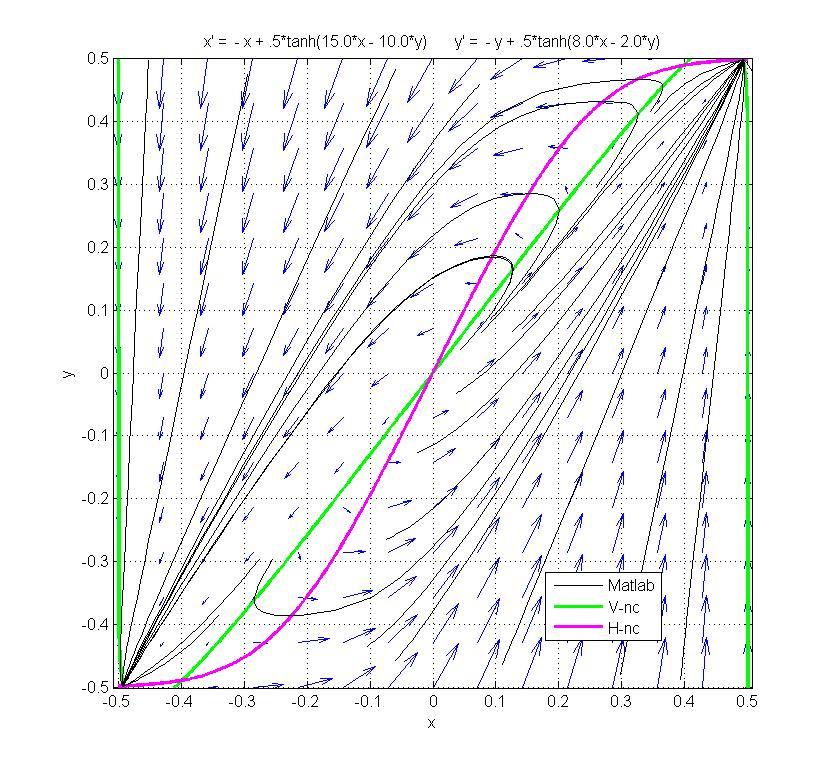 x' = - x + .5*tanh(15.0*x - 10.0*y) y' = - y + .5*tanh(8.0*x - 2.0*y)
0.5
0.4
0.3
0.2
0.1
0
-0.1
-0.2
-0.3
-0.4
-0.5
y
Matlab
V-nc
H-nc
-0.5 -0.4 -0.3 -0.2 -0.1 0 0.1 0.2 0.3 0.4 0.5
x